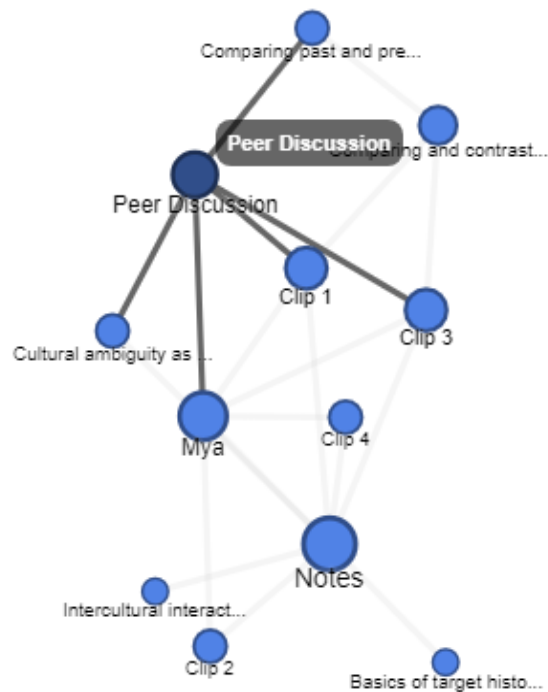 Comparing past and pre...
Peer Discussion
Comparing and contrast...
Peer Discussion
Clip 1
Clip 3
Cultural ambiguity as ...
Clip 4
Mya
Notes
Intercultural interact...
Clip 2
Basics of target histo...